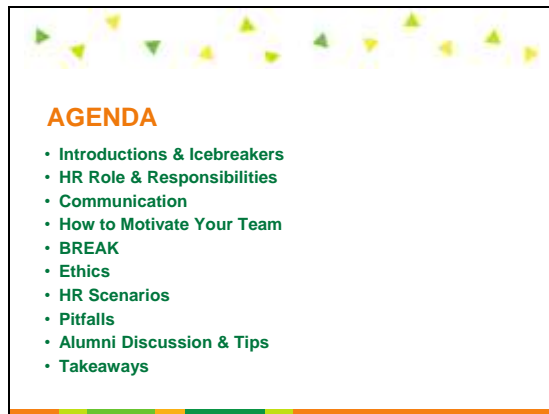 AGENDA
• Introductions & Icebreakers
• HR Role & Responsibilities
• Communication
• How to Motivate Your Team
• BREAK
• Ethics
• HR Scenarios
• Pitfalls
• Alumni Discussion & Tips
• Takeaways